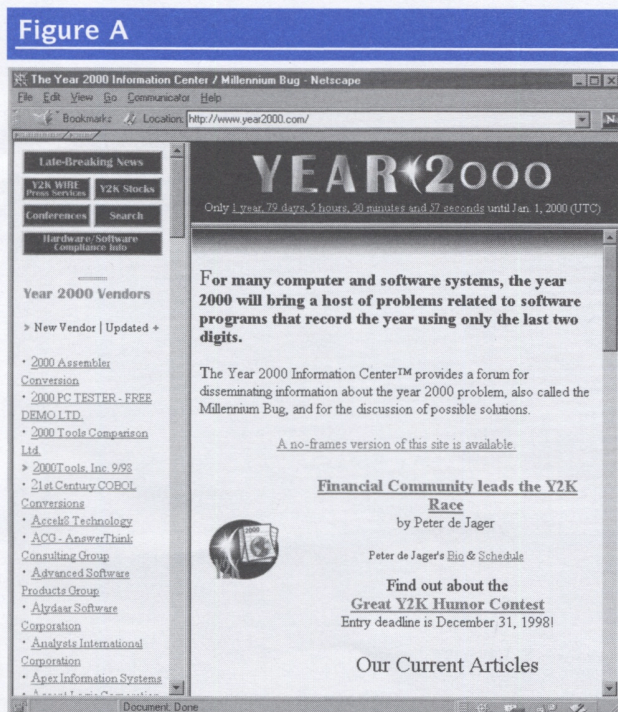 Figure A
The Year 2000 Information Center / Millennium Bug - Netscape
File Edit View Go Communicator Help
Bookmarks Location: http://www.year2000.com/
Late-Breaking News
Y2K WIRE
Press Services
Y2K Stocks
Conferences
Search
Hardware/Software
Compliance Info
Year 2000 Vendors
» New Vendor | Updated +
• 2000 Assembler
Conversion
• 2000 PC TESTER - FREE
DEMO LTD.
• 2000 Tools Comparison
Ltd.
» 2000Tools, Inc. 9/98
• 21st Century COBOL
Conversions
• Acceli8 Technology
• ACG - AnswerThink
Consulting Group
• Advanced Software
Products Group
• Alydaar Software
Corporation
• Analysts International
Corporation
• Apex Information Systems
YEAR 2000
Only 1 year, 79 days, 5 hours, 30 minutes and 57 seconds until Jan. 1, 2000 (UTC)
For many computer and software systems, the year
2000 will bring a host of problems related to software
programs that record the year using only the last two
digits.
The Year 2000 Information Center™ provides a forum for
disseminating information about the year 2000 problem, also called the
Millennium Bug, and for the discussion of possible solutions.
A no-frames version of this site is available.
Financial Community leads the Y2K
Race
by Peter de Jager
Peter de Jager's Bio & Schedule
Find out about the
Great Y2K Humor Contest
Entry deadline is December 31, 1998!
Our Current Articles
Document: Done